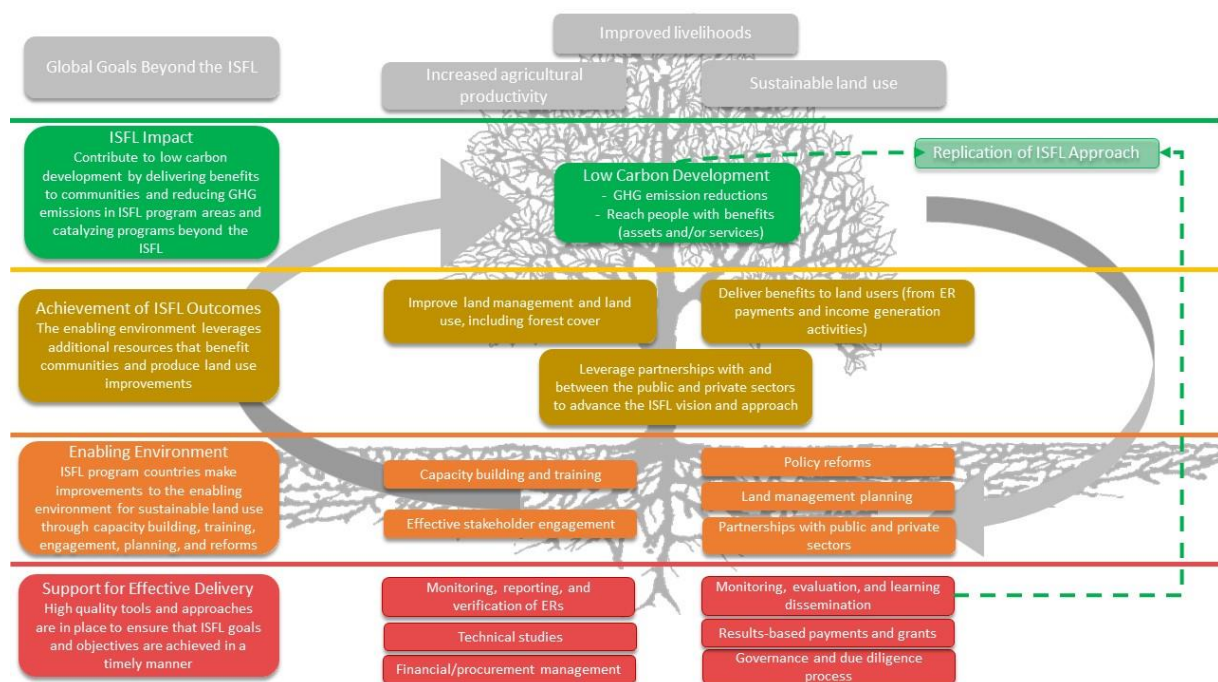 Global Goals Beyond the ISFL
Improved livelihoods
Increased agricultural
productivity
Sustainable land use
ISFL Impact
Contribute to low carbon
development by delivering benefits
to communities and reducing GHG
emissions in ISFL program areas and
catalyzing programs beyond the
ISFL
Low Carbon Development
- GHG emission reductions
- Reach people with benefits
(assets and/or services)
Replication of ISFL Approach
Achievement of ISFL Outcomes
The enabling environment leverages
additional resources that benefit
communities and produce land use
improvements
Improve land management and land
use, including forest cover
Deliver benefits to land users (from ER
payments and income generation
activities)
Leverage partnerships with and
between the public and private sectors
to advance the ISFL vision and approach
Enabling Environment
ISFL program countries make
improvements to the enabling
environment for sustainable land use
through capacity building, training,
engagement, planning, and reforms
Capacity building and training
Effective stakeholder engagement
Policy reforms
Land management planning
Partnerships with public and private
sectors
Support for Effective Delivery
High quality tools and approaches
are in place to ensure that ISFL goals
and objectives are achieved in a
timely manner
Monitoring, reporting, and
verification of ERs
Technical studies
Financial/procurement management
Monitoring, evaluation, and learning
dissemination
Results-based payments and grants
Governance and due diligence
process